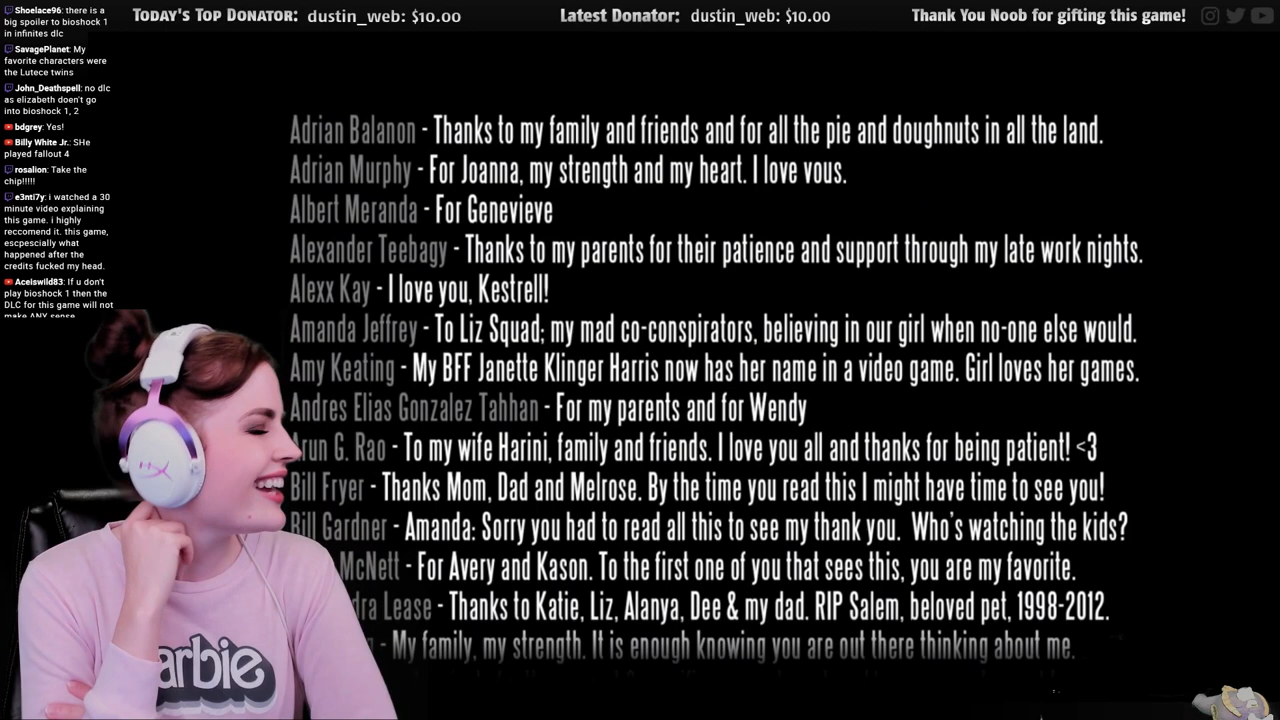 Today's Top Donator: dustin_web: $10.00
Latest Donator: dustin_web: $10.00
Thank You Noob for gifting this game!
Shoelace96: there is a
big spoiler to bioshock 1
in infinites dlc
SavagePlanet: My
favorite characters were
the Lutece twins
John_Deathspell: no dlc
as elizabeth doen't go
into bioshock 1, 2
bdgrey: Yes!
Billy White Jr.: SHe
played fallout 4
rosalion: Take the
chip!!!!!
e3nti7y: i watched a 30
minute video explaining
this game. i highly
reccomend it. this game,
escpescially what
happened after the
credits fucked my head.
Aceiswild83: If u don't
play bioshock 1 then the
DLC for this game will not
make ANY sense
Adrian Balanon - Thanks to my family and friends and for all the pie and doughnuts in all the land.
Adrian Murphy - For Joanna, my strength and my heart. I love vous.
Albert Meranda - For Genevieve
Alexander Teebagy - Thanks to my parents for their patience and support through my late work nights.
Alexx Kay - I love you, Kestrell!
Amanda Jeffrey - To Liz Squad; my mad co-conspirators, believing in our girl when no-one else would.
Amy Keating - My BFF Janette Klinger Harris now has her name in a video game. Girl loves her games.
Andres Elias Gonzalez Tahhan - For my parents and for Wendy
Arun G. Rao - To my wife Harini, family and friends. I love you all and thanks for being patient! <3
Bill Fryer - Thanks Mom, Dad and Melrose. By the time you read this I might have time to see you!
Bill Gardner - Amanda: Sorry you had to read all this to see my thank you. Who's watching the kids?
McNett - For Avery and Kason. To the first one of you that sees this, you are my favorite.
dra Lease - Thanks to Katie, Liz, Alanya, Dee & my dad. RIP Salem, beloved pet, 1998-2012.
- My family, my strength. It is enough knowing you are out there thinking about me.
arbie